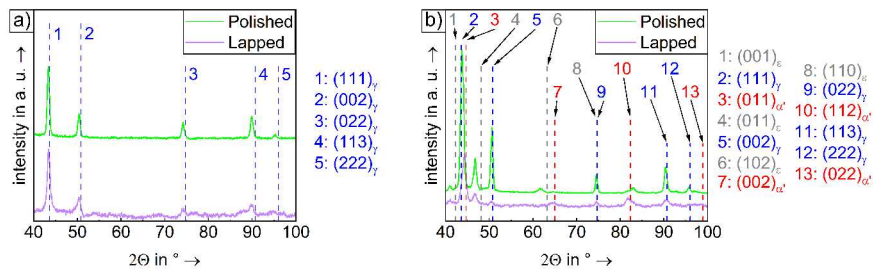 a)
Polished
Lapped
1
2
3
4
5
intensity in a. u. →
40 50 60 70 80 90 100
2Θ in ° →
1: (111)γ
2: (002)γ
3: (022)γ
4: (113)γ
5: (222)γ
b)
Polished
Lapped
1 2 3 4 5 6
8 9 10 12
7 11 13
intensity in a. u. →
40 50 60 70 80 90 100
2Θ in ° →
1: (001)ε
2: (111)γ
3: (011)α'
4: (011)ε
5: (002)γ
6: (102)ε
7: (002)α'
8: (110)ε
9: (022)γ
10: (112)α'
11: (113)γ
12: (222)γ
13: (022)α'